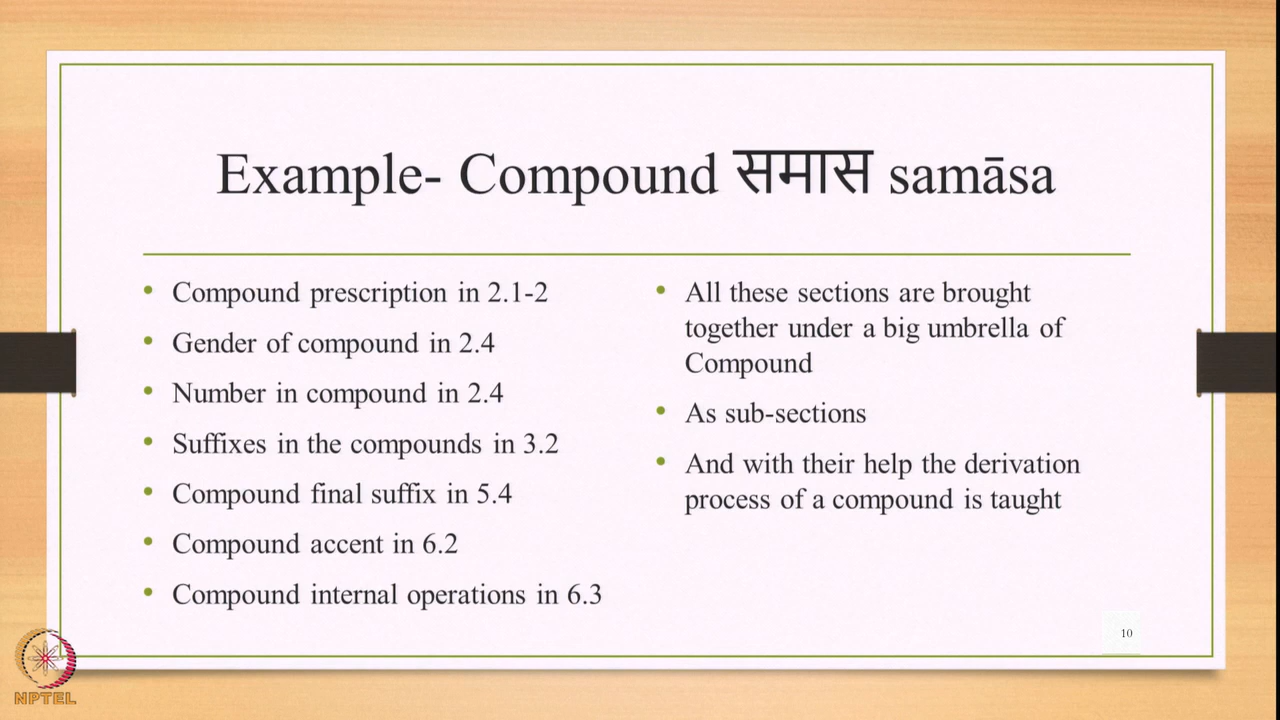 Example- Compound समास samāsa
• Compound prescription in 2.1-2
• Gender of compound in 2.4
• Number in compound in 2.4
• Suffixes in the compounds in 3.2
• Compound final suffix in 5.4
• Compound accent in 6.2
• Compound internal operations in 6.3
• All these sections are brought
together under a big umbrella of
Compound
• As sub-sections
• And with their help the derivation
process of a compound is taught
10
NPTEL